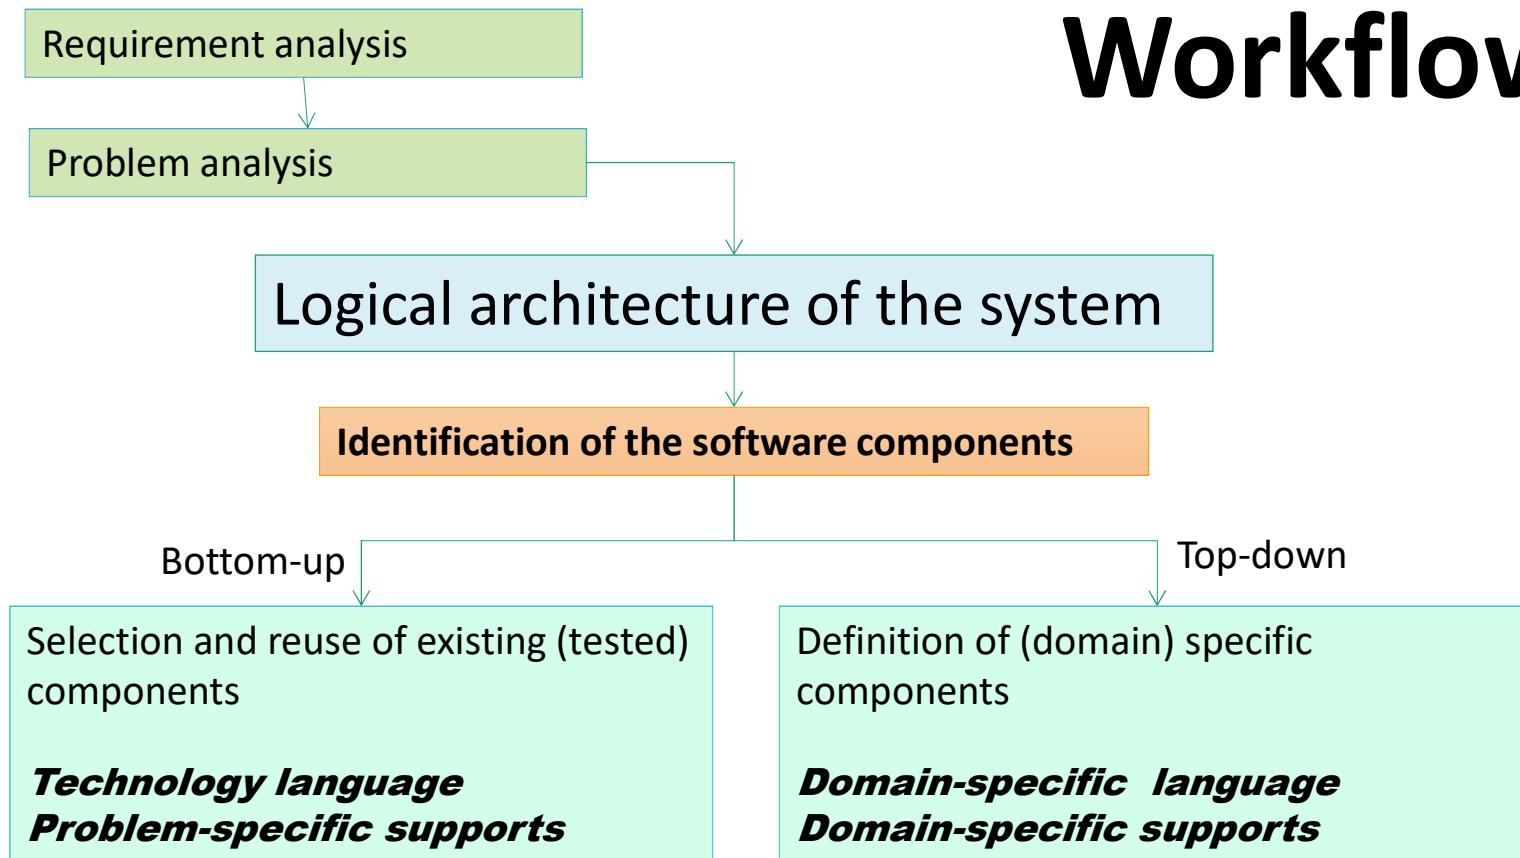 Requirement analysis
Workflow
Problem analysis
Logical architecture of the system
Identification of the software components
Bottom-up
Top-down
Selection and reuse of existing (tested)
components
Technology language
Problem-specific supports
Definition of (domain) specific
components
Domain-specific language
Domain-specific supports